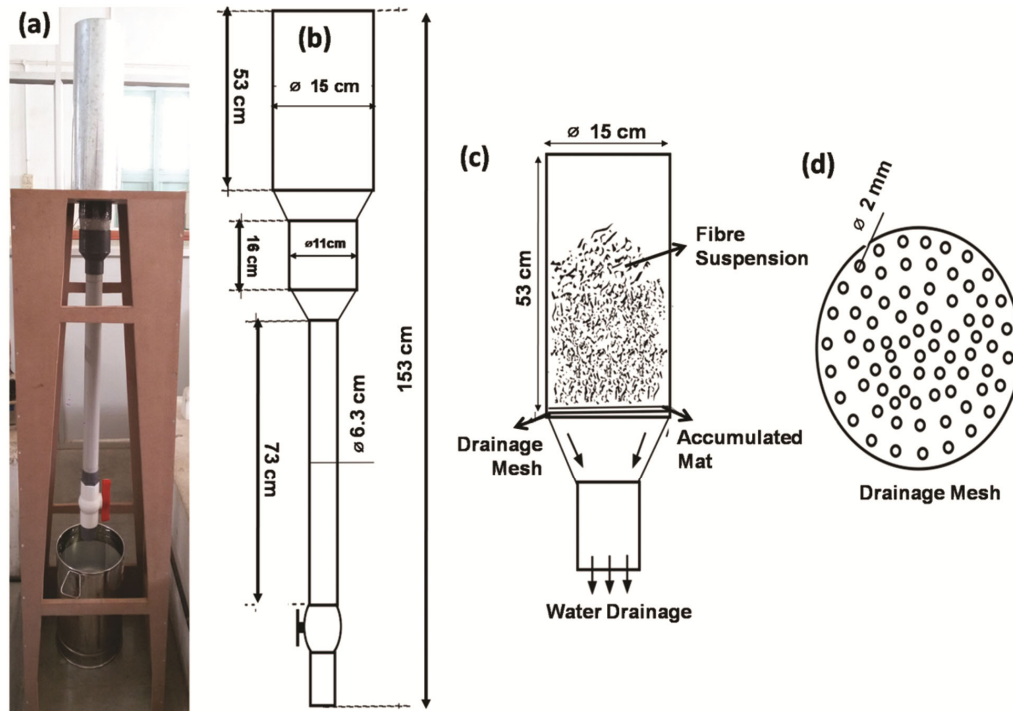 (a)
(b)
53 cm
ø 15 cm
16 cm
ø11cm
73 cm
ø 6.3 cm
153 cm
(c)
ø 15 cm
53 cm
Fibre
Suspension
Drainage
Mesh
Accumulated
Mat
Water Drainage
(d)
ø 2 mm
Drainage Mesh